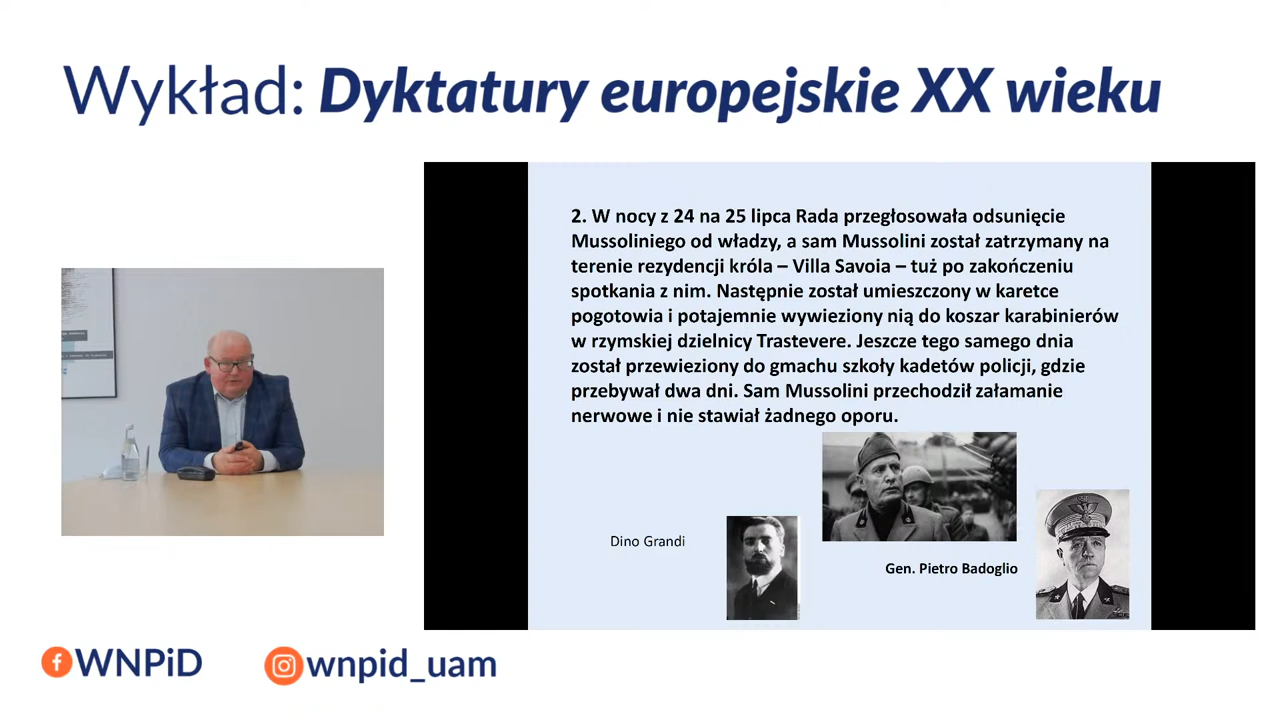 Wykład: Dyktatury europejskie XX wieku
2. W nocy z 24 na 25 lipca Rada przegłosowała odsunięcie
Mussoliniego od władzy, a sam Mussolini został zatrzymany na
terenie rezydencji króla – Villa Savoia – tuż po zakończeniu
spotkania z nim. Następnie został umieszczony w karetce
pogotowia i potajemnie wywieziony nią do koszar karabinierów
w rzymskiej dzielnicy Trastevere. Jeszcze tego samego dnia
został przewieziony do gmachu szkoły kadetów policji, gdzie
przebywał dwa dni. Sam Mussolini przechodził załamanie
nerwowe i nie stawiał żadnego oporu.
Dino Grandi
Gen. Pietro Badoglio
WNPiD
wnpid_uam